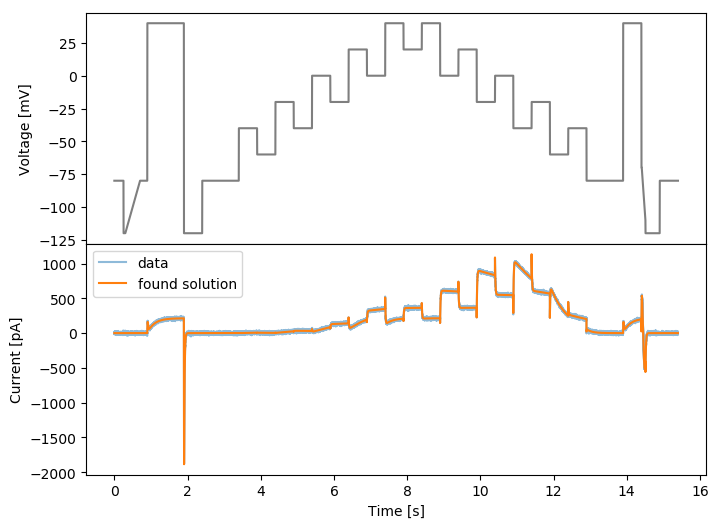 25
0
−25
−50
−75
−100
−125
Voltage [mV]
data
found solution
1000
500
0
−500
−1000
−1500
−2000
Current [pA]
0 2 4 6 8 10 12 14 16
Time [s]